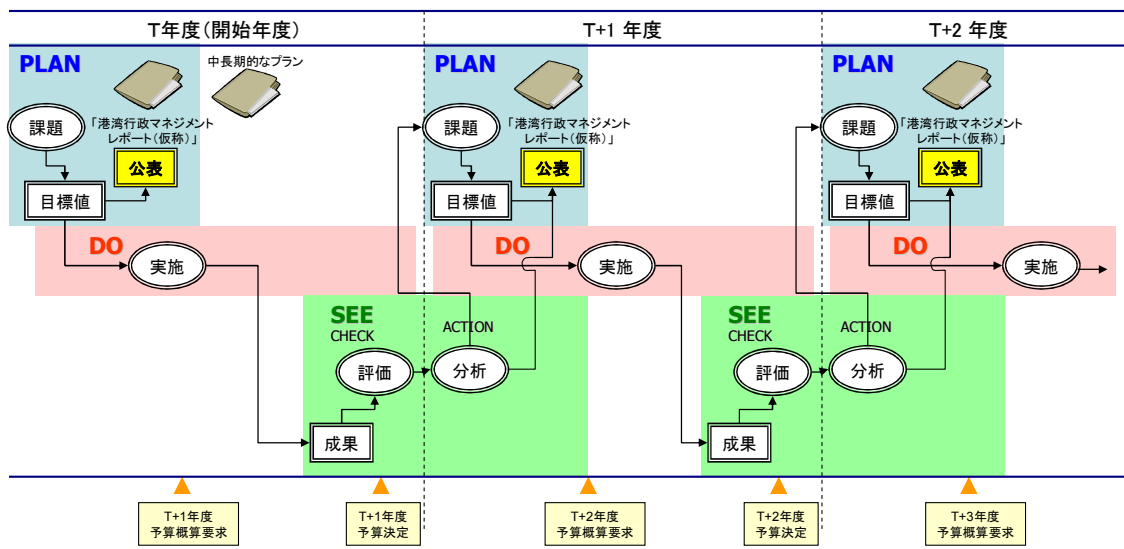 T年度(開始年度)
T+1 年度
T+2 年度
PLAN
中長期的なプラン
課題
「港湾行政マネジメント
レポート(仮称)」
公表
目標値
PLAN
課題
「港湾行政マネジメント
レポート(仮称)」
公表
目標値
PLAN
課題
「港湾行政マネジメント
レポート(仮称)」
公表
目標値
DO
実施
DO
実施
DO
実施
SEE
CHECK
ACTION
評価
分析
成果
SEE
CHECK
ACTION
評価
分析
成果
T+1年度
予算概算要求
T+1年度
予算決定
T+2年度
予算概算要求
T+2年度
予算決定
T+3年度
予算概算要求